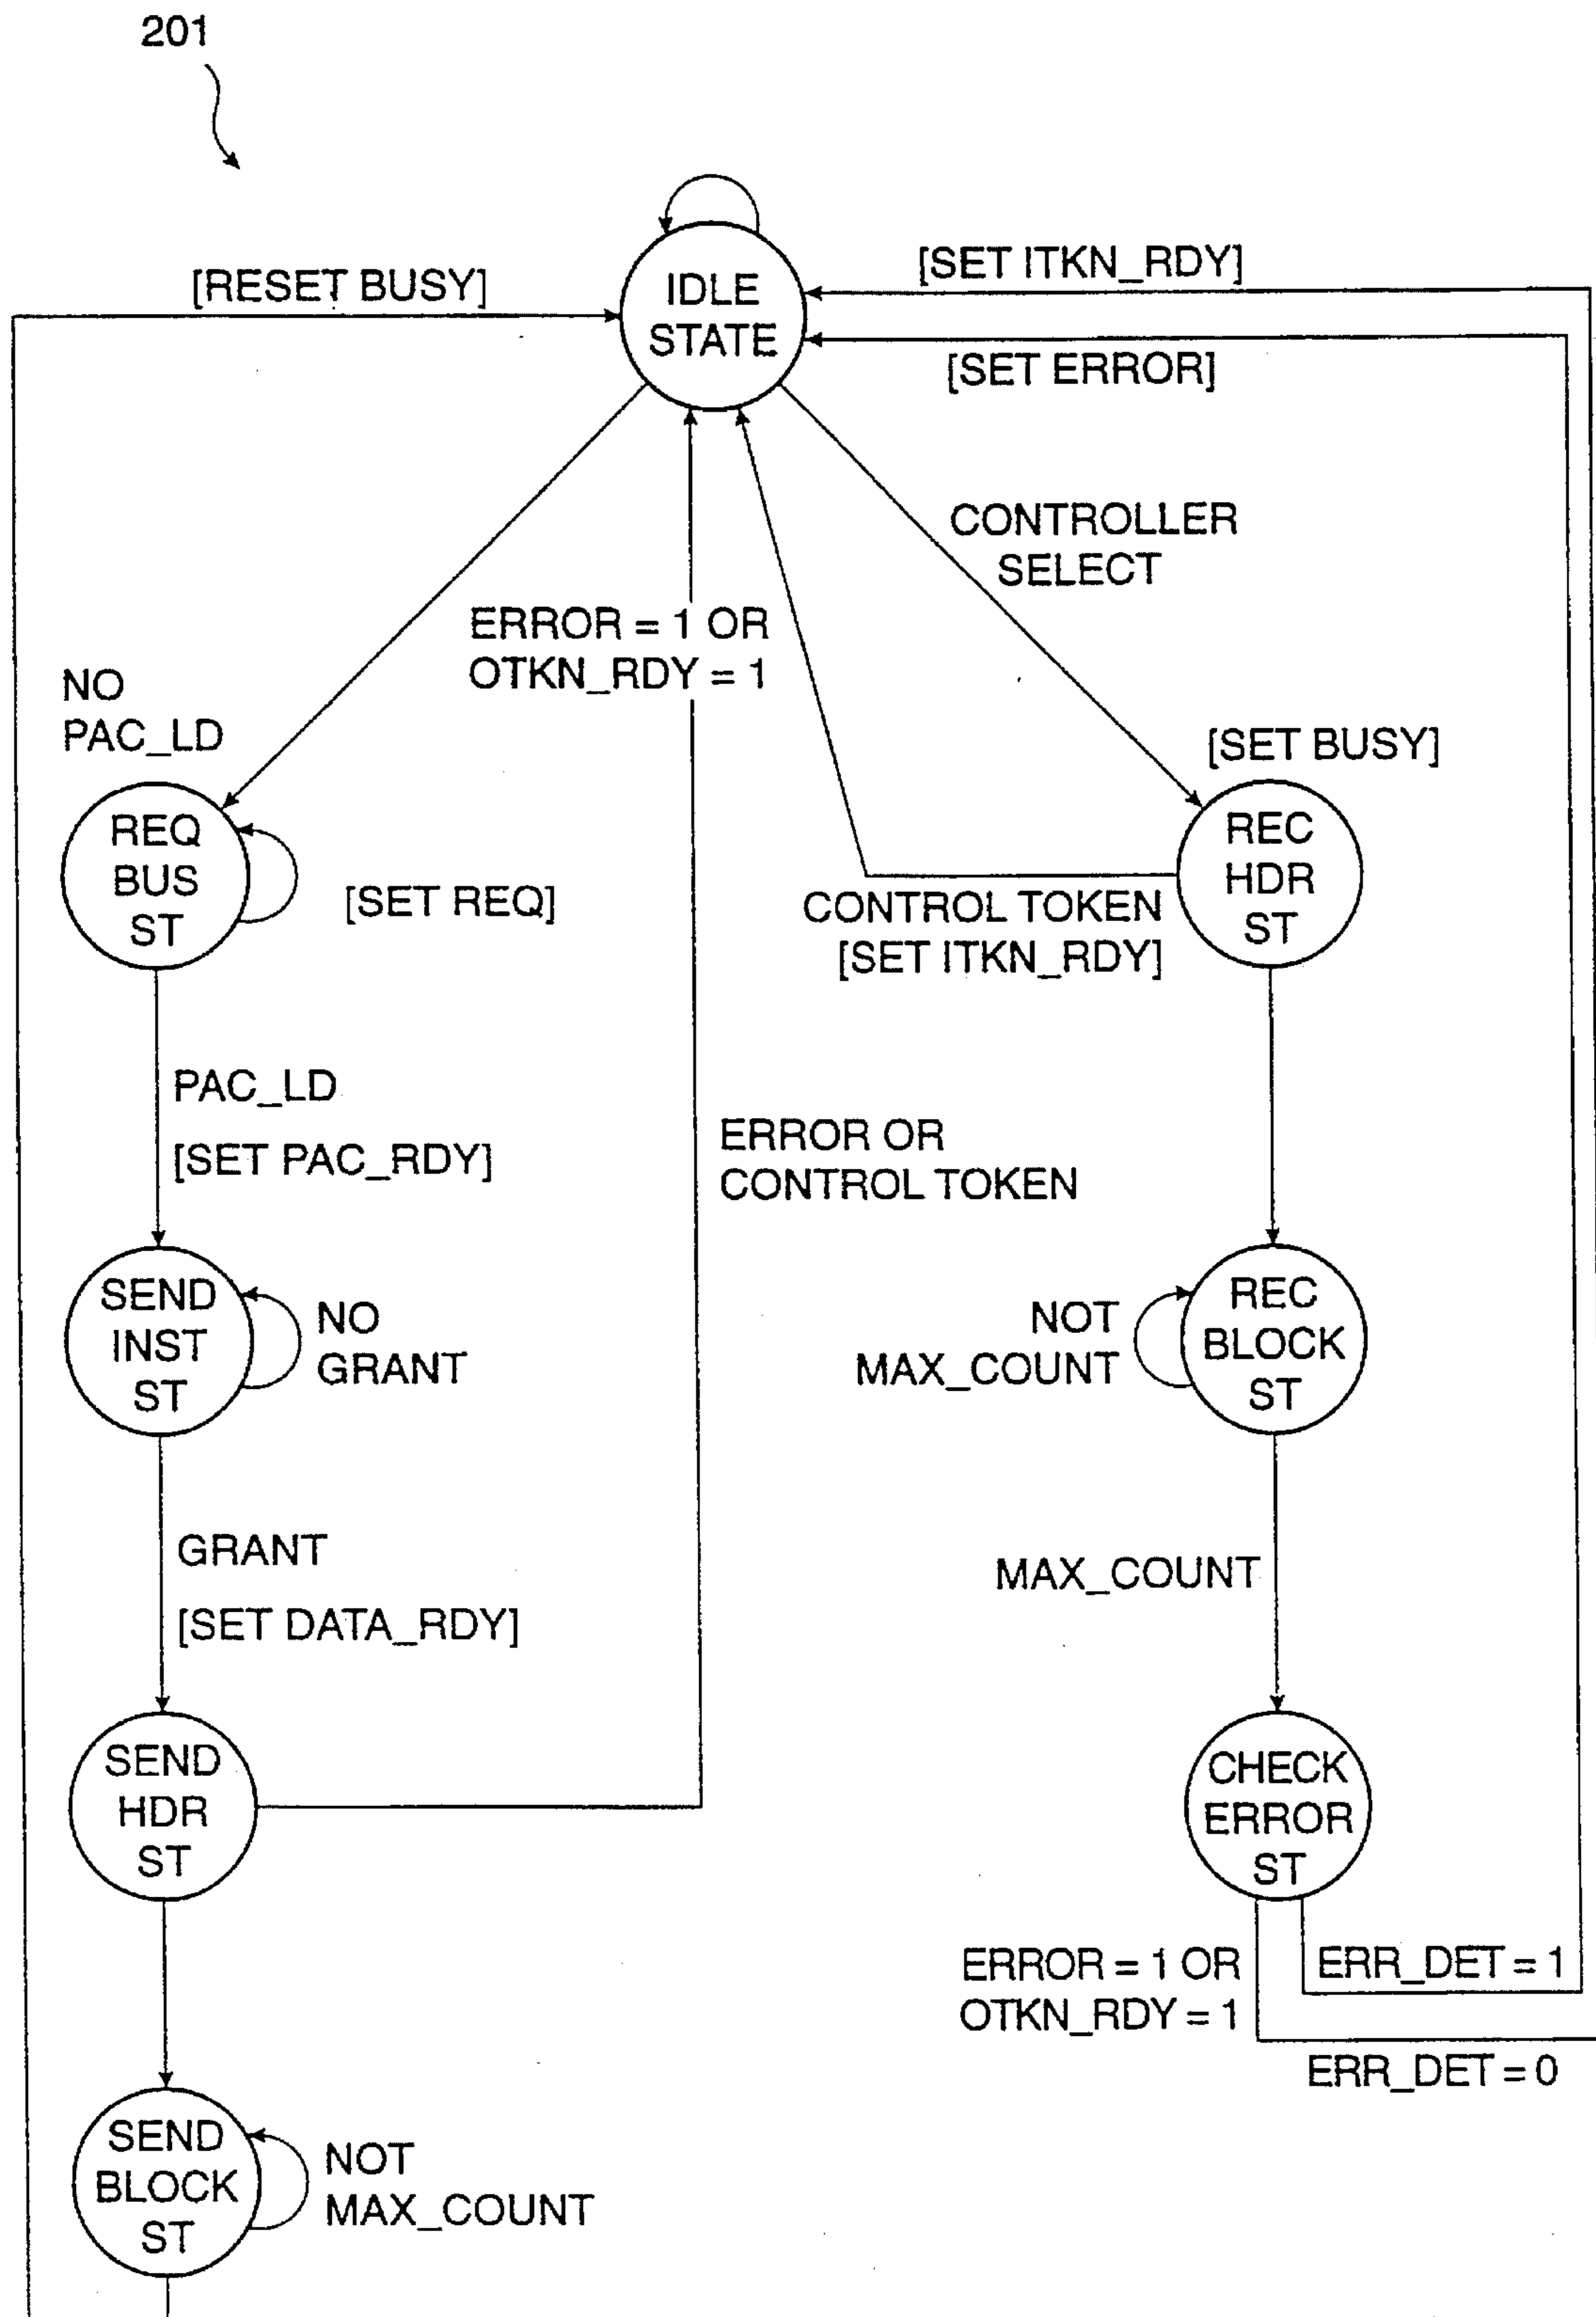 201
[RESET BUSY]
IDLE
STATE
[SET ITKN_RDY]
[SET ERROR]
CONTROLLER
SELECT
ERROR = 1 OR
OTKN_RDY = 1
NO
PAC_LD
[SET BUSY]
REQ
BUS
ST
[SET REQ]
REC
HDR
ST
CONTROL TOKEN
[SET ITKN_RDY]
PAC_LD
[SET PAC_RDY]
ERROR OR
CONTROL TOKEN
SEND
INST
ST
NO
GRANT
NOT
MAX_COUNT
REC
BLOCK
ST
GRANT
[SET DATA_RDY]
MAX_COUNT
SEND
HDR
ST
CHECK
ERROR
ST
ERROR = 1 OR
OTKN_RDY = 1
ERR_DET = 1
ERR_DET = 0
SEND
BLOCK
ST
NOT
MAX_COUNT